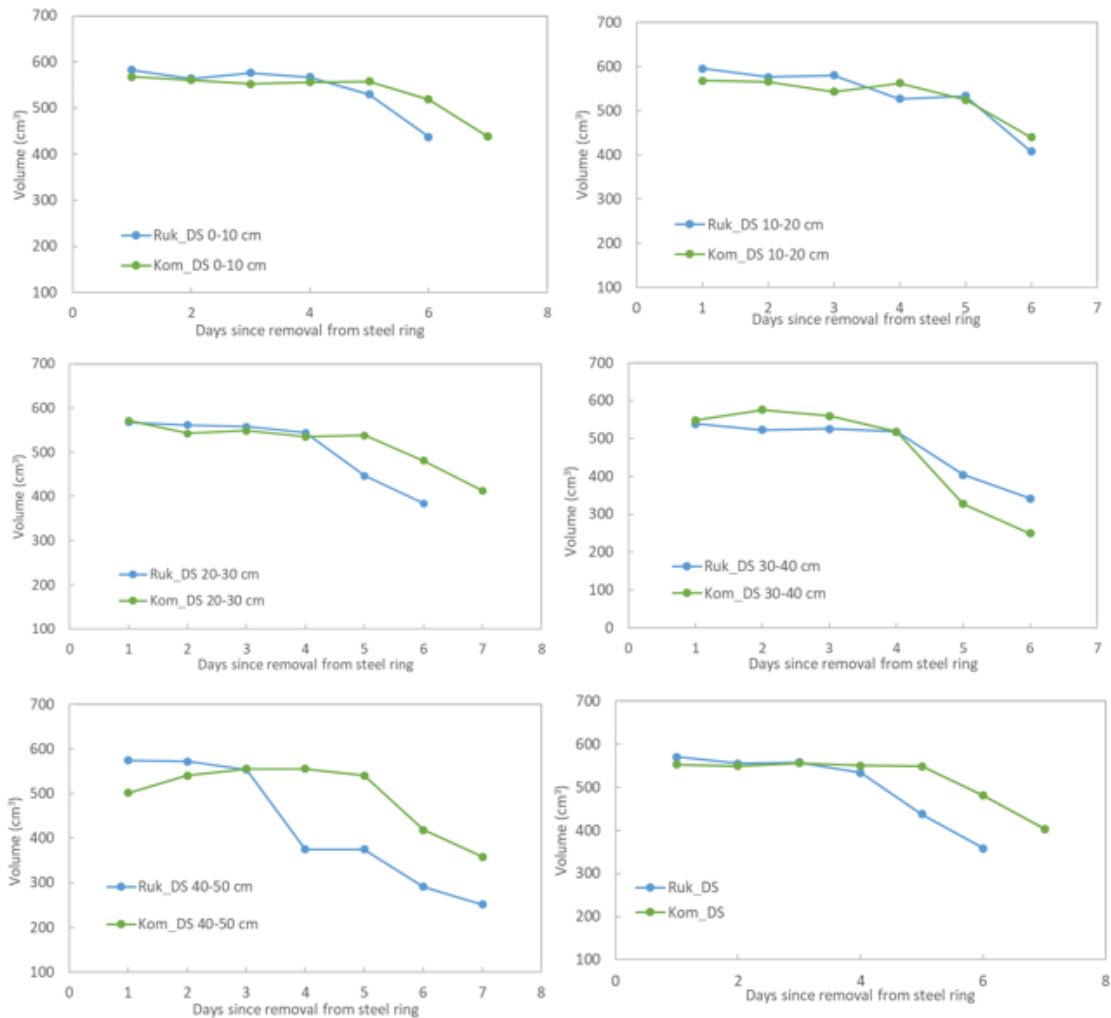 700
600
500
400
300
200
100
Volume (cm³)
Ruk_DS 0-10 cm
Kom_DS 0-10 cm
0 2 4 6 8
Days since removal from steel ring
700
600
500
400
300
200
100
Volume (cm³)
Ruk_DS 10-20 cm
Kom_DS 10-20 cm
0 1 2 3 4 5 6 7
Days since removal from steel ring
700
600
500
400
300
200
100
Volume (cm³)
Ruk_DS 20-30 cm
Kom_DS 20-30 cm
0 1 2 3 4 5 6 7 8
Days since removal from steel ring
700
600
500
400
300
200
100
0
Volume (cm³)
Ruk_DS 30-40 cm
Kom_DS 30-40 cm
0 1 2 3 4 5 6 7
Days since removal from steel ring
700
600
500
400
300
200
100
Volume (cm³)
Ruk_DS 40-50 cm
Kom_DS 40-50 cm
0 1 2 3 4 5 6 7 8
Days since removal from steel ring
700
600
500
400
300
200
100
Volume (cm³)
Ruk_DS
Kom_DS
0 2 4 6 8
Days since removal from steel ring